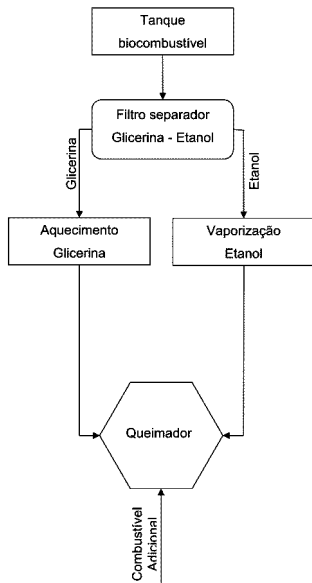 Tanque
biocombustível
Filtro separador
Glicerina - Etanol
Glicerina
Etanol
Aquecimento
Glicerina
Vaporização
Etanol
Queimador
Combustível
Adicional